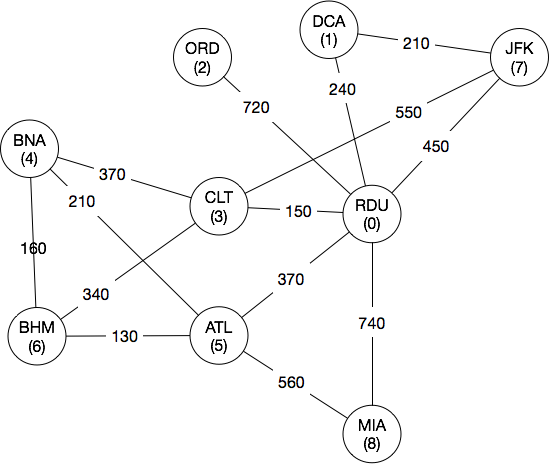 DCA
(1)
ORD
(2)
210
JFK
(7)
240
720
550
BNA
(4)
450
370
210
CLT
(3)
150
RDU
(0)
160
370
340
740
BHM
(6)
130
ATL
(5)
560
MIA
(8)